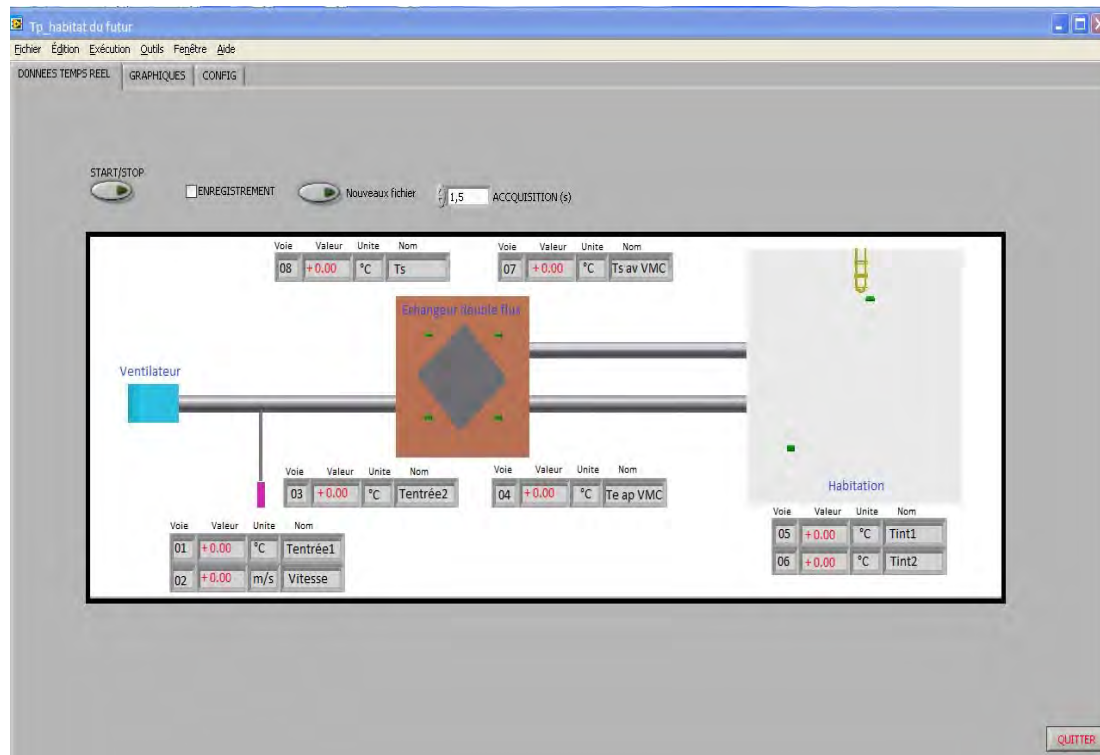 Tp_habitat du futur
Fichier Édition Exécution Outils Fenêtre Aide
DONNEES TEMPS REEL GRAPHIQUES CONFIG
START/STOP
ENREGISTREMENT Nouveaux fichier 1,5 ACCQUISITION (s)
Voie Valeur Unite Nom
08 +0.00 °C Ts
Voie Valeur Unite Nom
07 +0.00 °C Ts av VMC
Echangeur double flux
Ventilateur
Voie Valeur Unite Nom
03 +0.00 °C Tentrée2
Voie Valeur Unite Nom
04 +0.00 °C Te ap VMC
Habitation
Voie Valeur Unite Nom
01 +0.00 °C Tentrée1
02 +0.00 m/s Vitesse
Voie Valeur Unite Nom
05 +0.00 °C Tint1
06 +0.00 °C Tint2
QUITTER